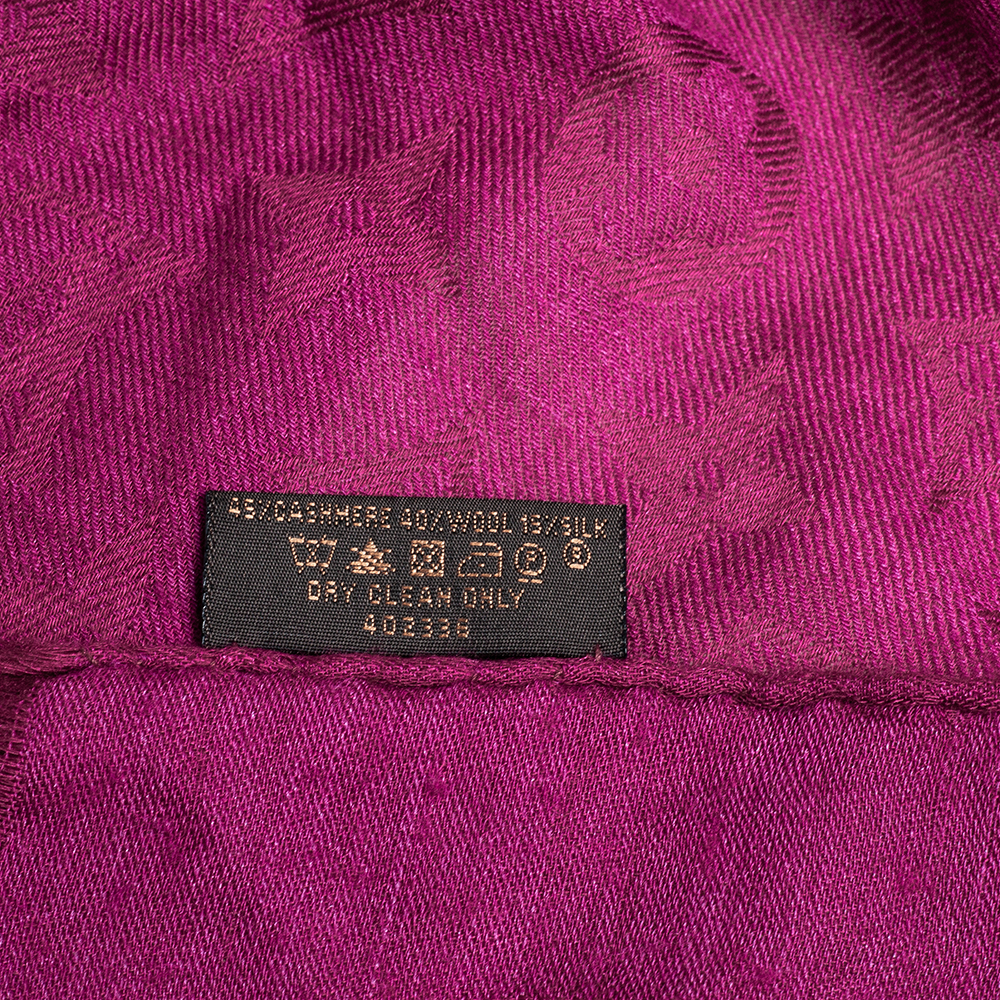 45%CASHMERE 40%WOOL 15%SILK
DRY CLEAN ONLY
402336